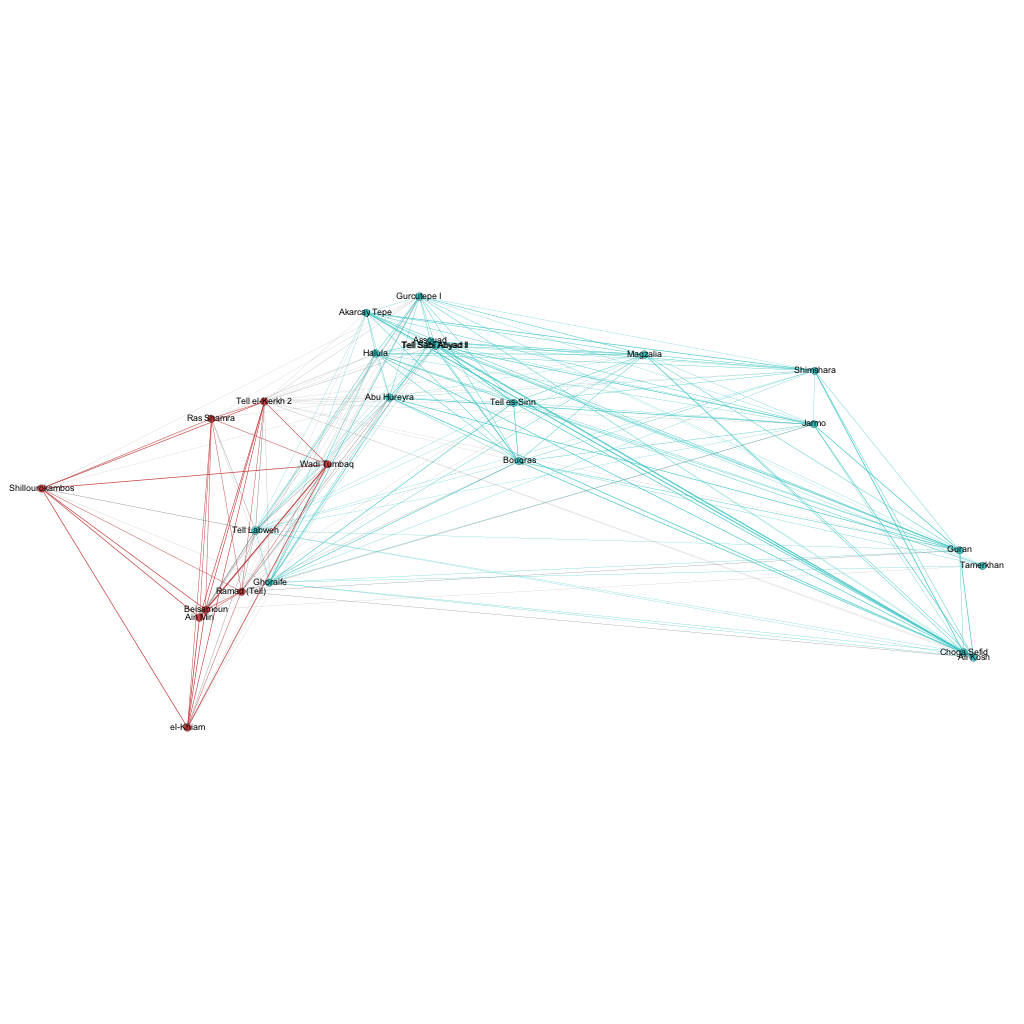 Gurcutepe I
Akarcay Tepe
Assouad
Tell Sabi Abyad II
Halula
Magzalia
Shimshara
Abu Hureyra
Tell el-Kerkh 2
Tell es-Sinn
Ras Shamra
Jarmo
Wadi Tumbaq
Bouqras
Shillourokambos
Tell Labweh
Guran
Tamerkhan
Ghoraife
Ramad (Tell)
Beisamoun
Ain Miri
Choga Sefid
Ali Kosh
el-Khiam